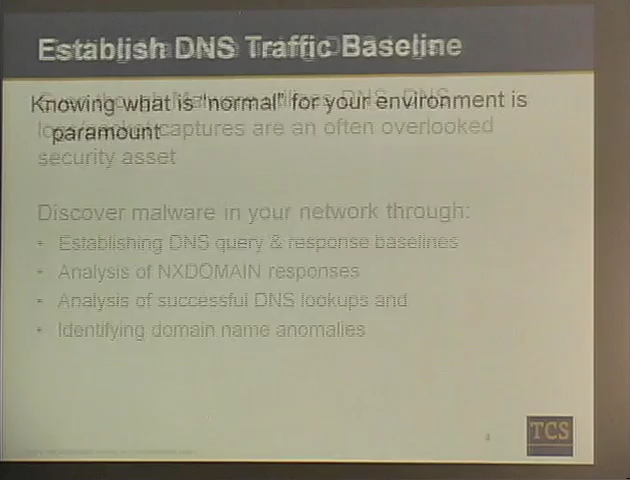 Establish DNS Traffic Baseline
Knowing what is "normal" for your environment is
paramount
captures are an often overlooked
security asset
Discover malware in your network through:
• Establishing DNS query & response baselines
• Analysis of NXDOMAIN responses
• Analysis of successful DNS lookups and
• Identifying domain name anomalies
4
TCS